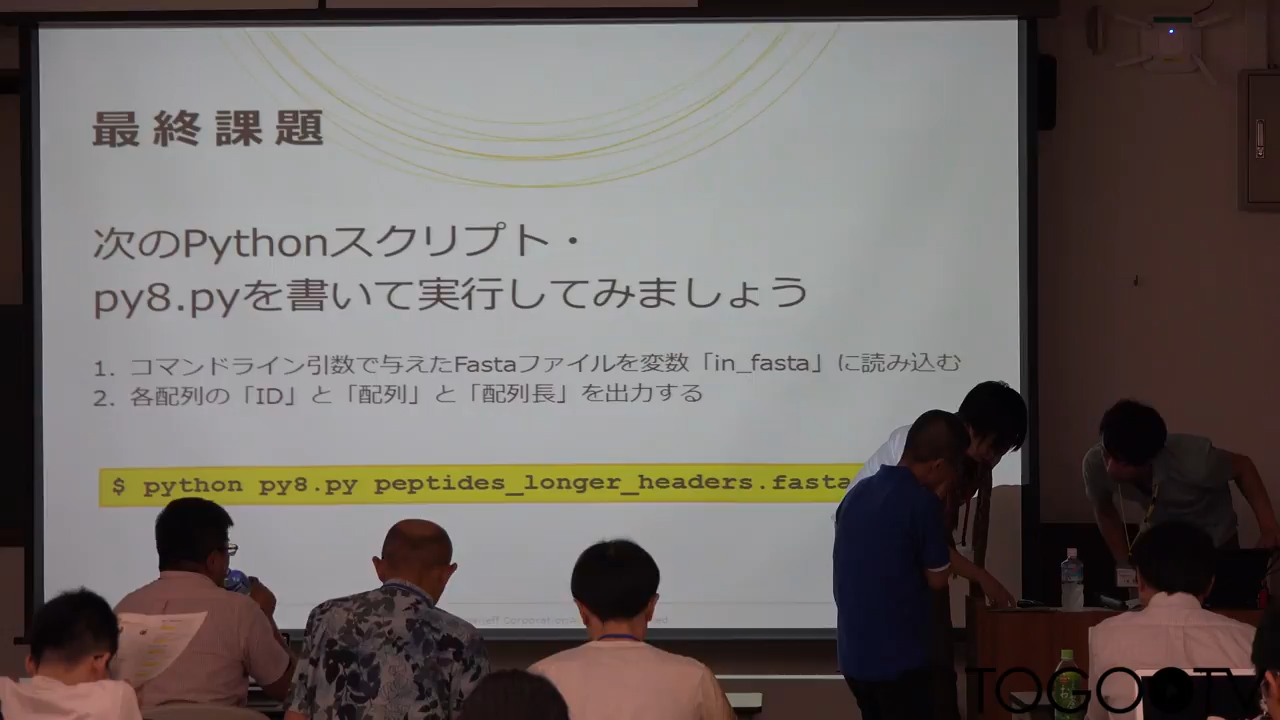 最終課題
次のPythonスクリプト・
py8.pyを書いて実行してみましょう
1. コマンドライン引数で与えたFastaファイルを変数「in_fasta」に読み込む
2. 各配列の「ID」と「配列」と「配列長」を出力する
$ python py8.py peptides_longer_headers.fasta
TOGO TV